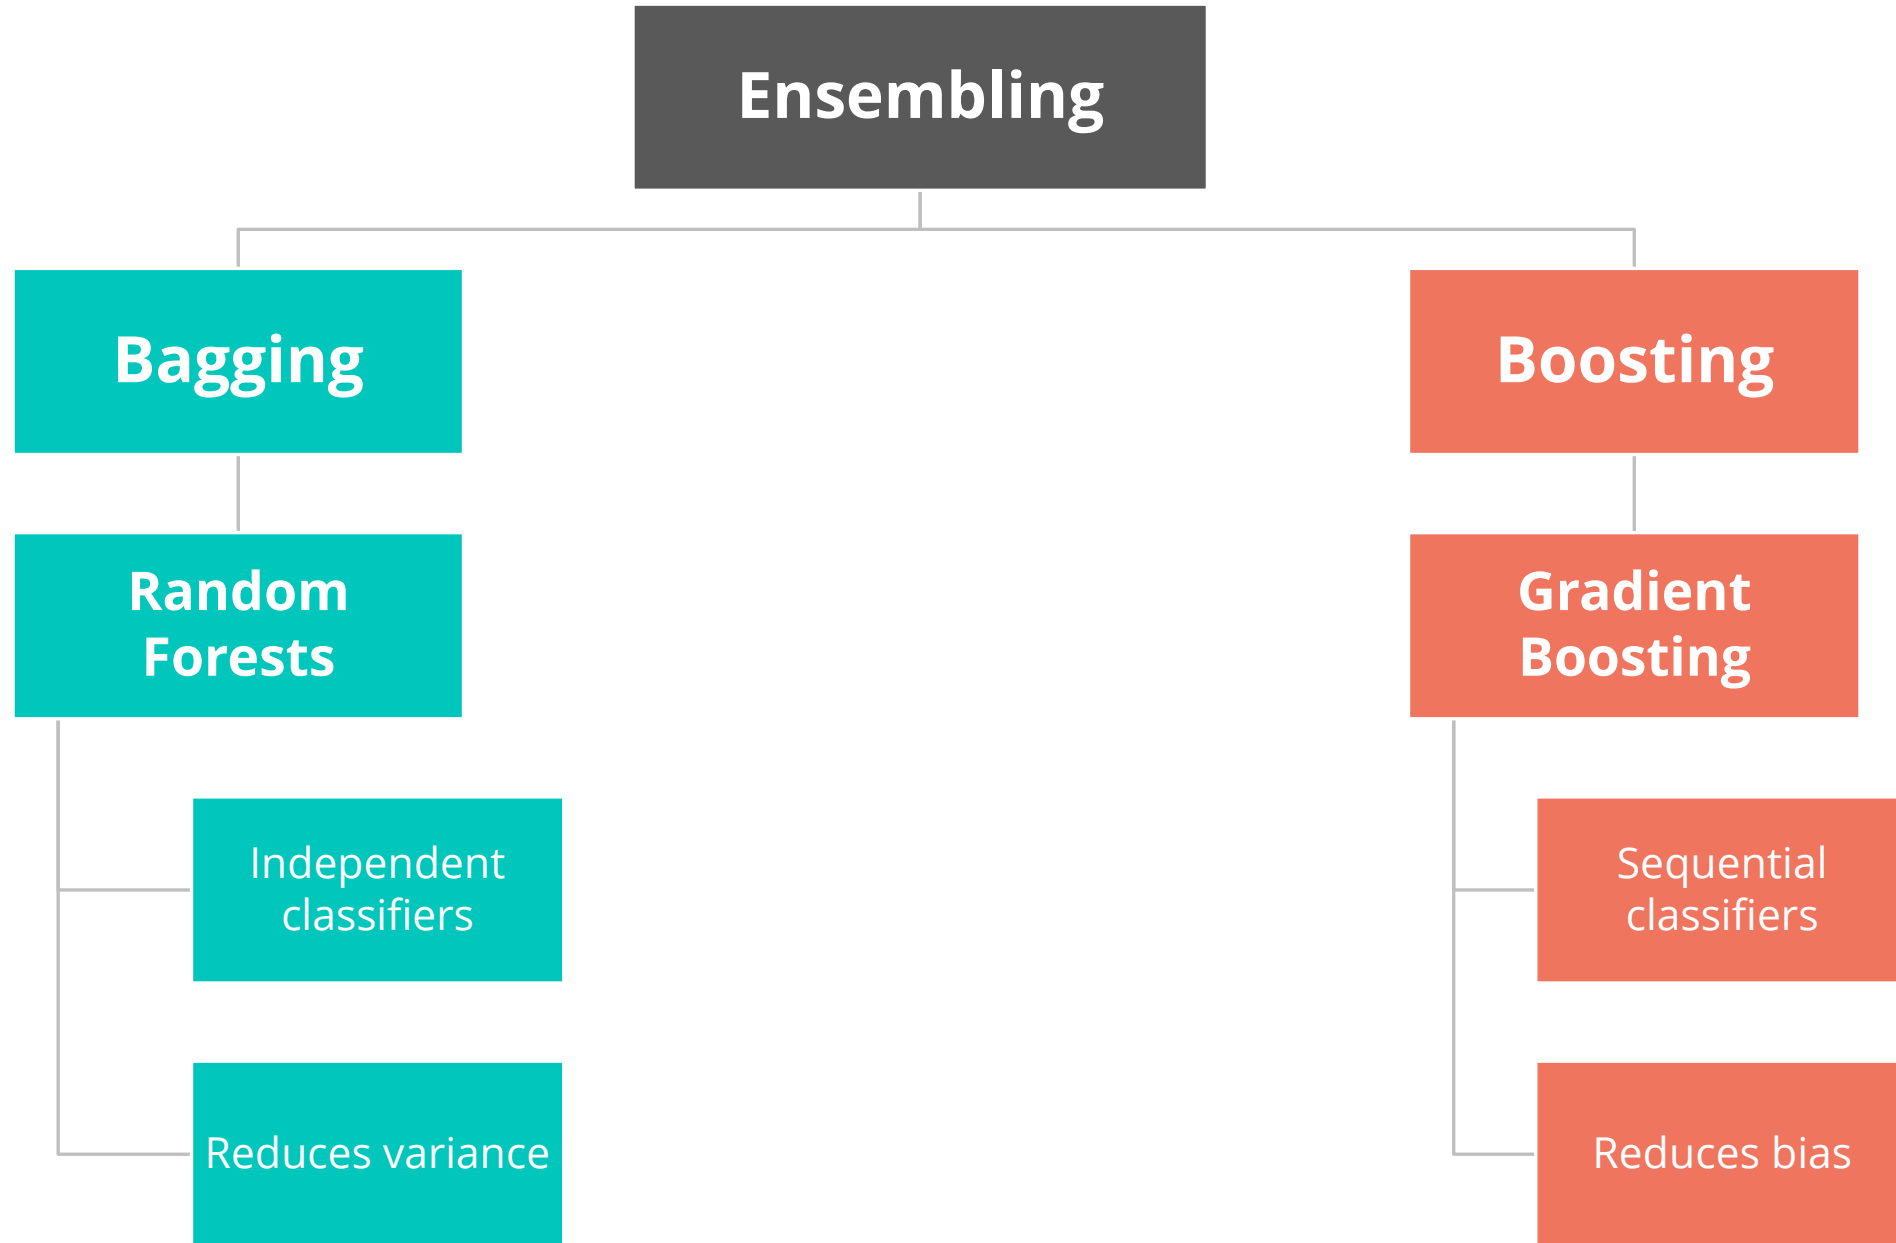 Ensembling
Bagging
Boosting
Random
Forests
Gradient
Boosting
Independent
classifiers
Sequential
classifiers
Reduces variance
Reduces bias